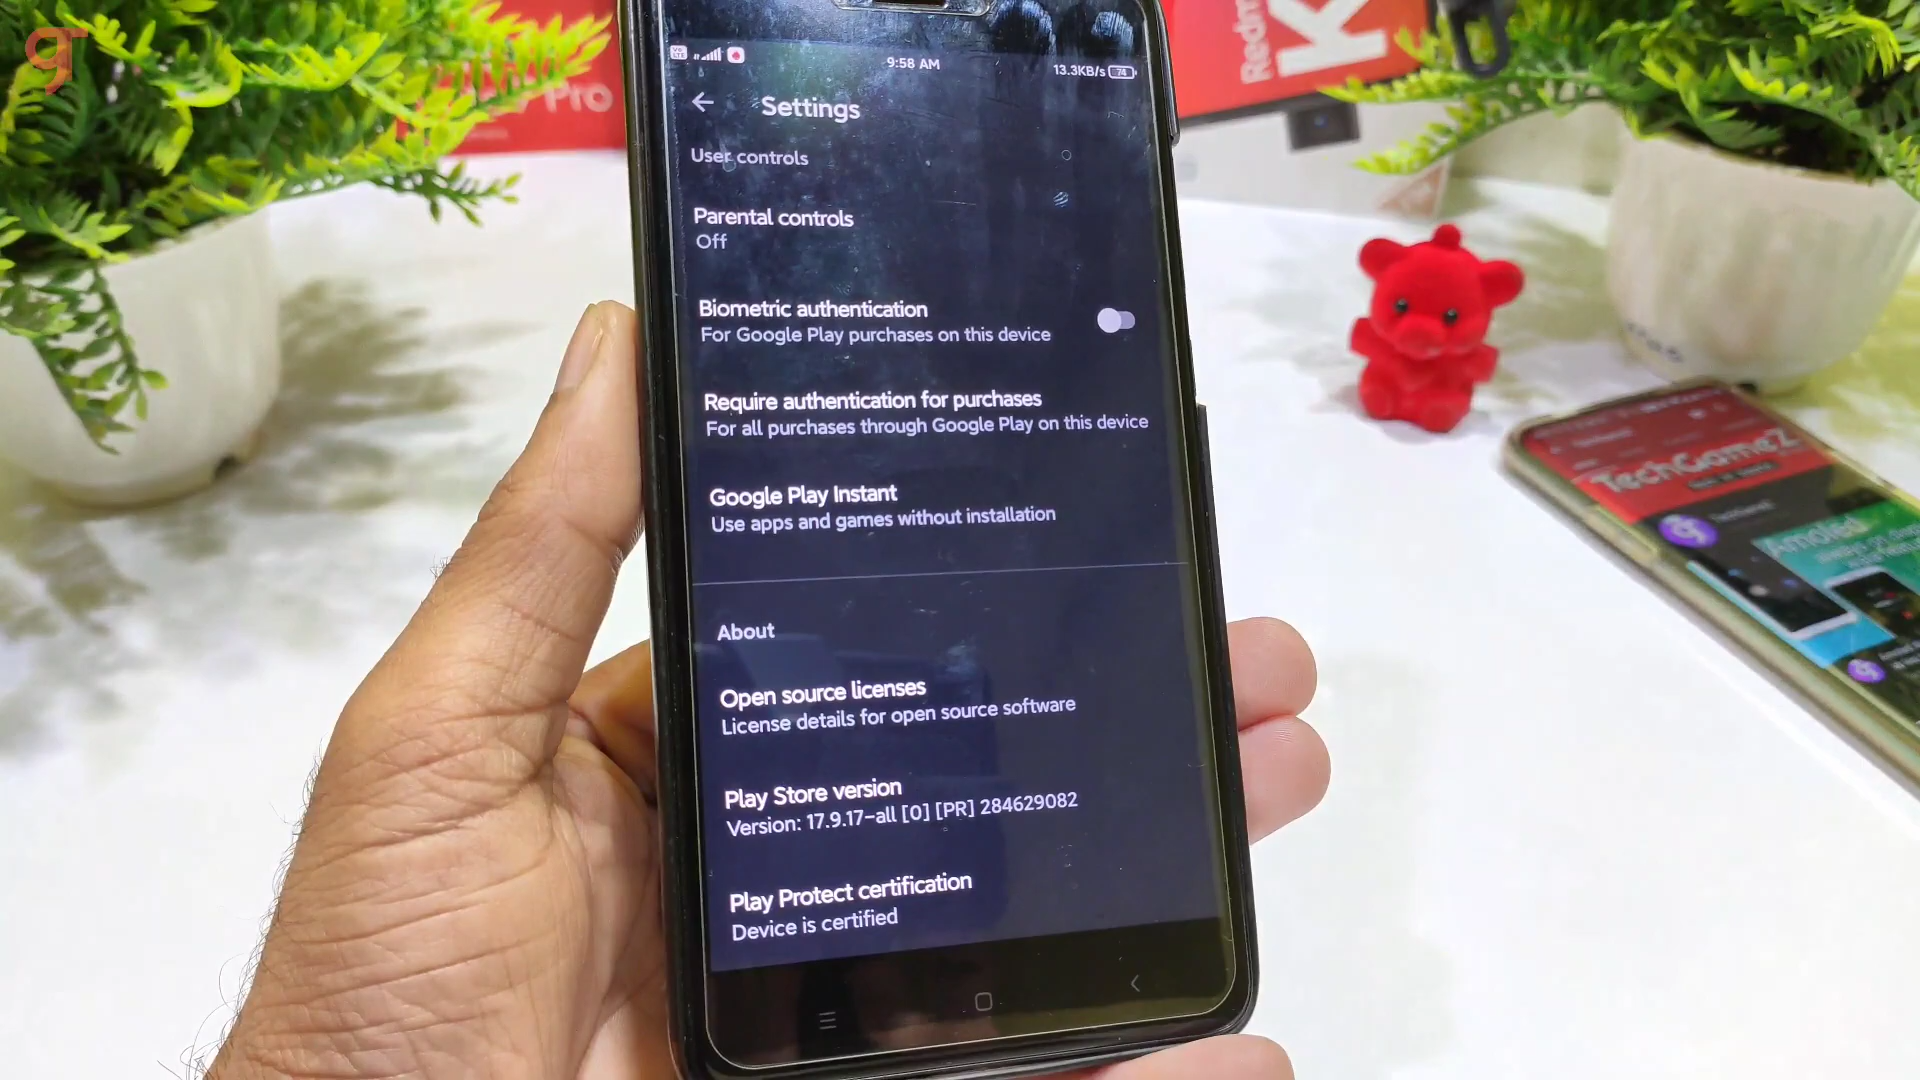 Pro
Redmi
K
9:58 AM
13.3KB/s
74
Settings
User controls
Parental controls
Off
Biometric authentication
For Google Play purchases on this device
Require authentication for purchases
For all purchases through Google Play on this device
Google Play Instant
Use apps and games without installation
About
Open source licenses
License details for open source software
Play Store version
Version: 17.9.17-all [0] [PR] 284629082
Play Protect certification
Device is certified
TechGameZ
Amoled